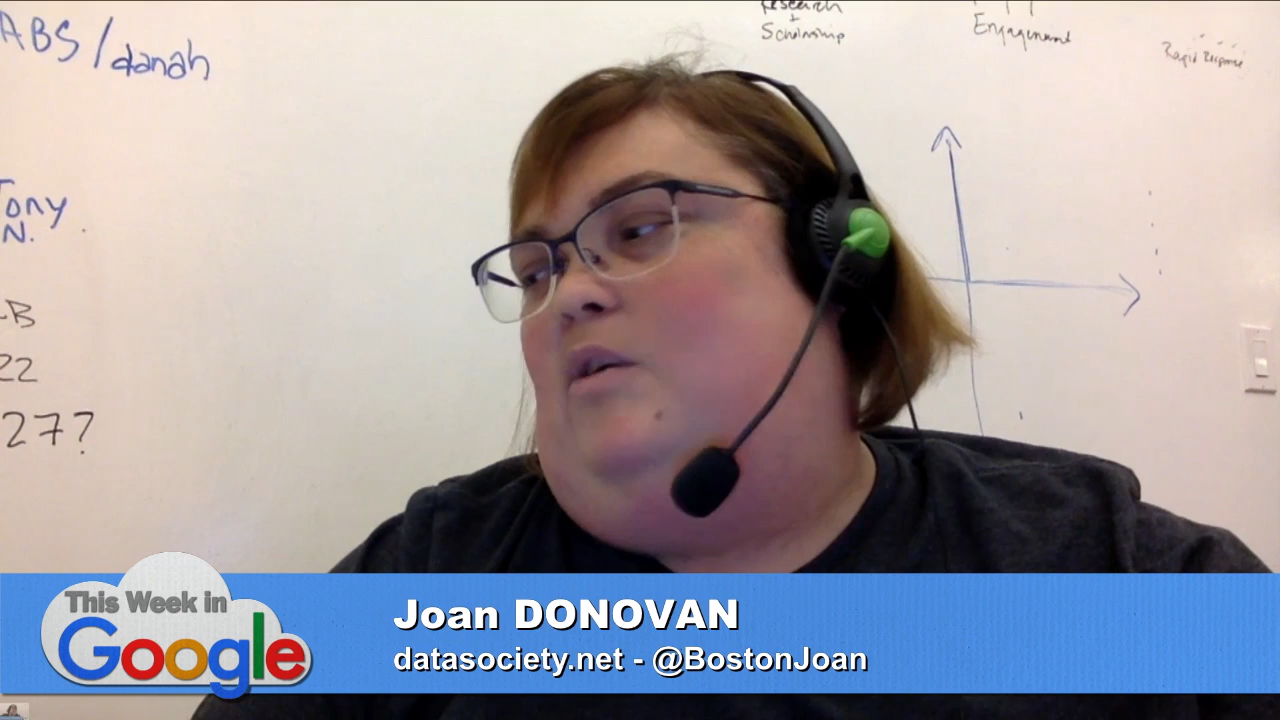 ABS/danah
Research
+
Scholarship
Engagement
Rapid Response
Tony
N.
-B
22
27?
This Week in
Google
Joan DONOVAN
datasociety.net - @BostonJoan